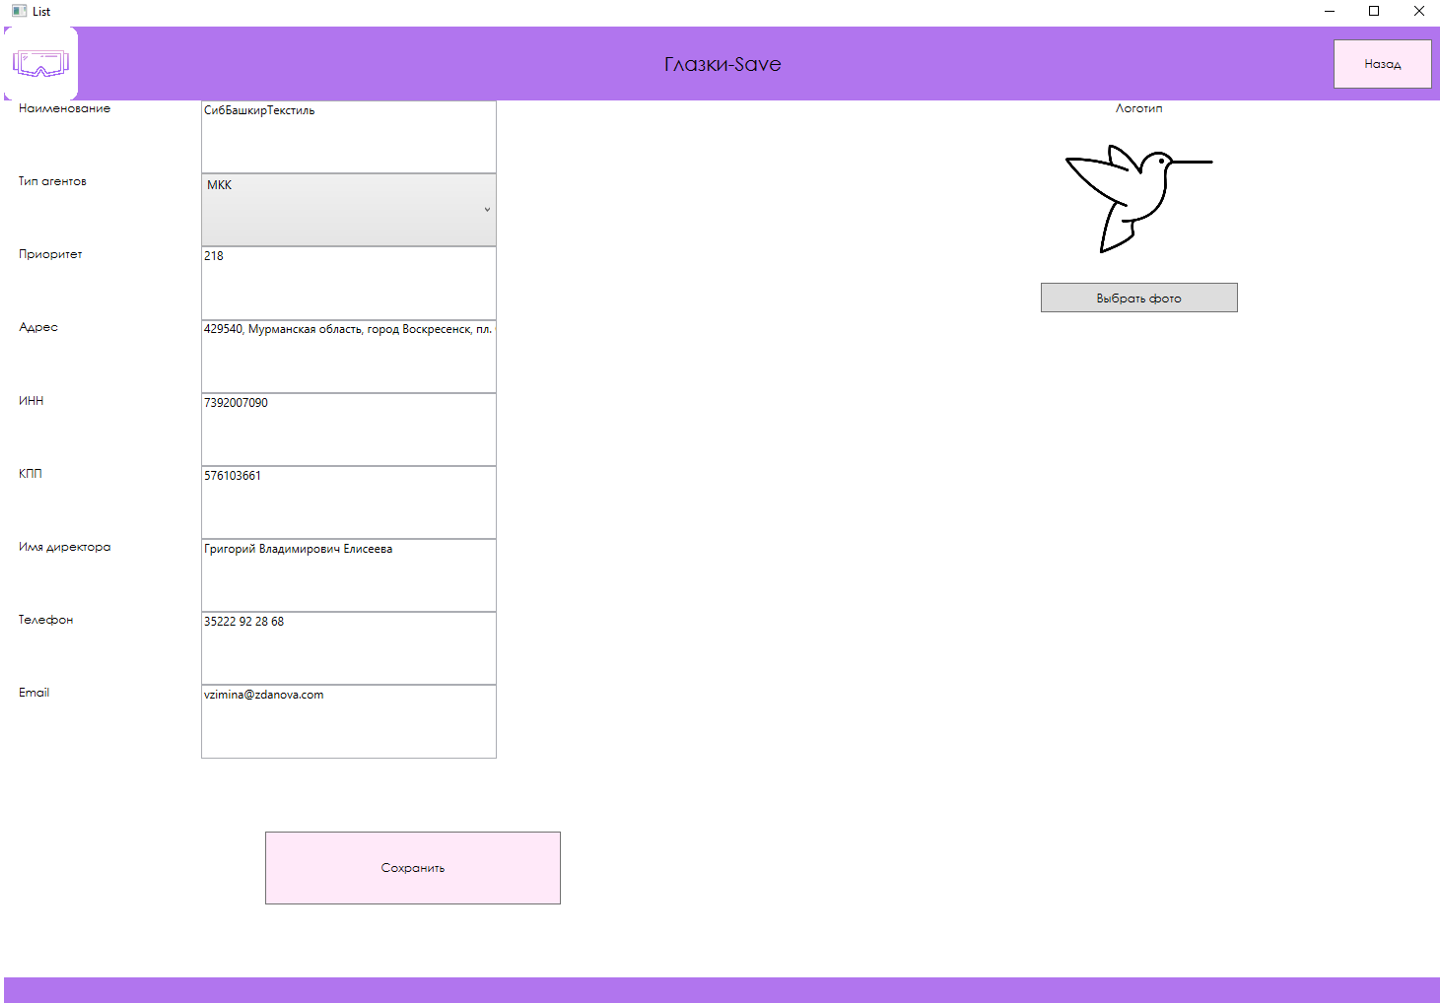 List
Глазки-Save
Назад
Наименование
СибБашкирТекстиль
Логотип
Тип агентов
МКК
Приоритет
218
Выбрать фото
Адрес
429540, Мурманская область, город Воскресенск, пл.
ИНН
7392007090
КПП
576103661
Имя директора
Григорий Владимирович Елисеева
Телефон
35222 92 28 68
Email
vzimina@zdanova.com
Сохранить